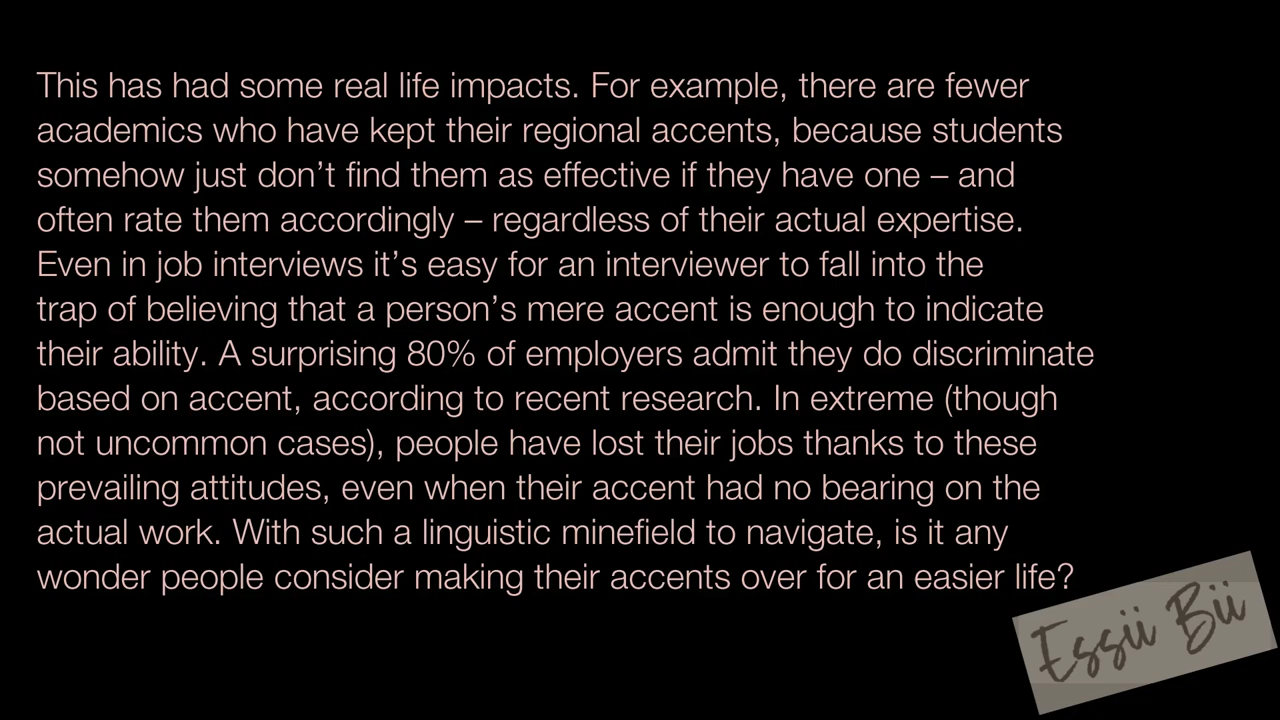 This has had some real life impacts. For example, there are fewer
academics who have kept their regional accents, because students
somehow just don’t find them as effective if they have one – and
often rate them accordingly – regardless of their actual expertise.
Even in job interviews it’s easy for an interviewer to fall into the
trap of believing that a person’s mere accent is enough to indicate
their ability. A surprising 80% of employers admit they do discriminate
based on accent, according to recent research. In extreme (though
not uncommon cases), people have lost their jobs thanks to these
prevailing attitudes, even when their accent had no bearing on the
actual work. With such a linguistic minefield to navigate, is it any
wonder people consider making their accents over for an easier life?
Essii Bii